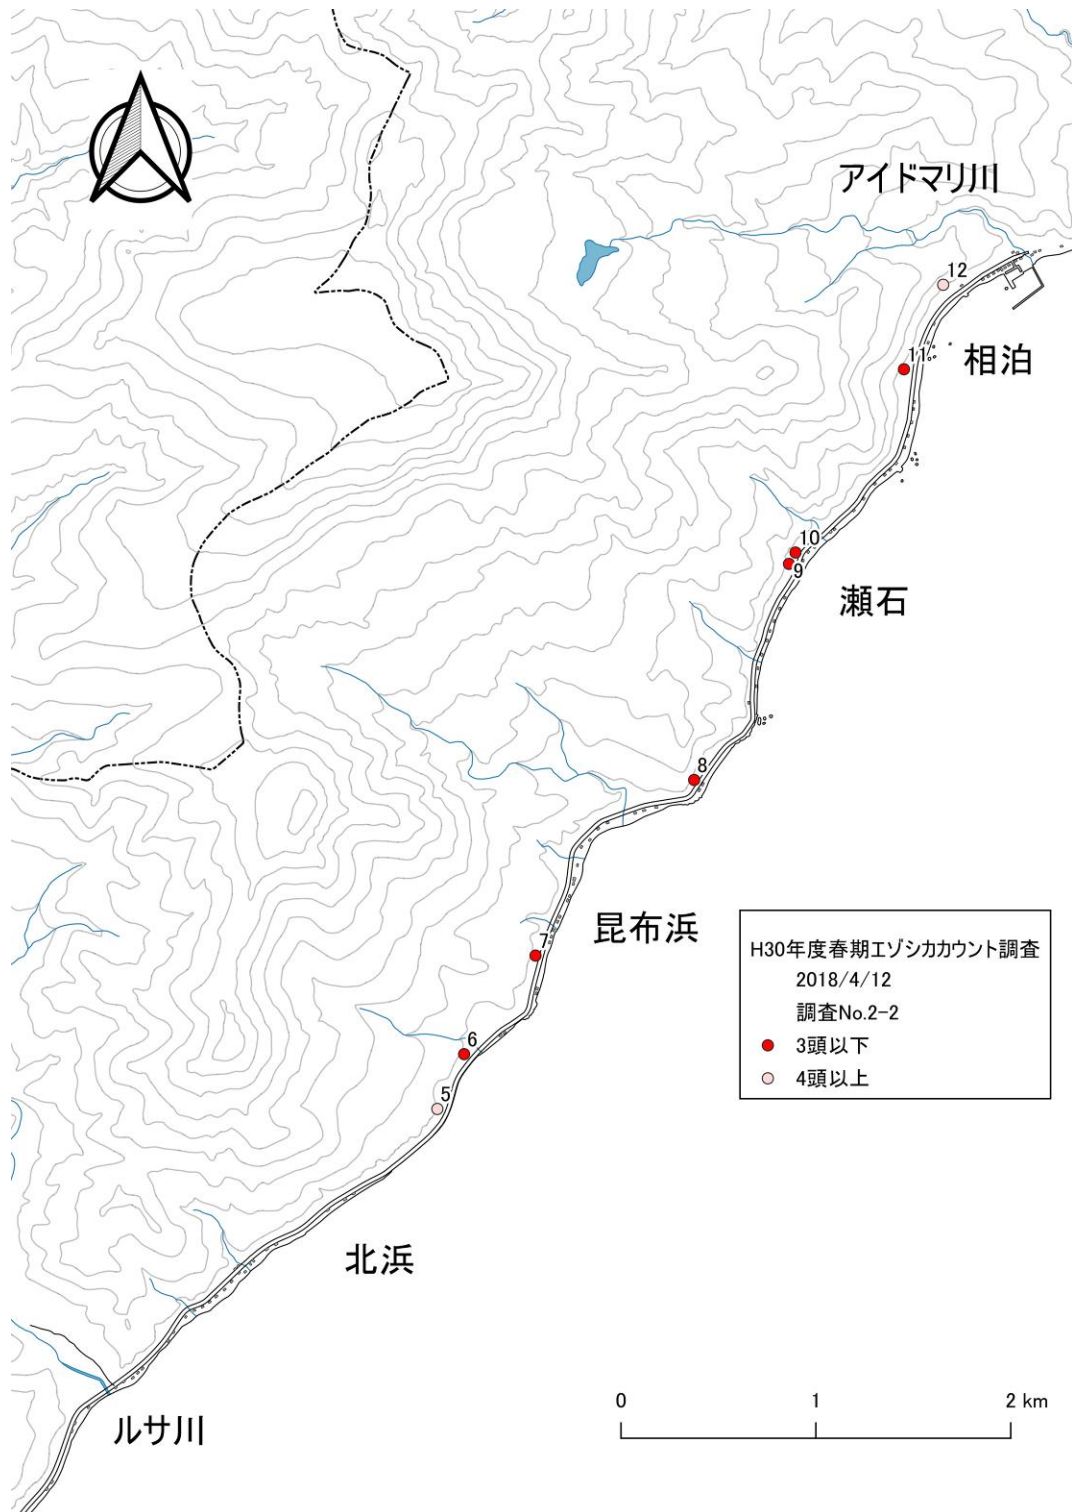 アイドマリ川
12
11
相泊
10
9
瀬石
8
昆布浜
7
H30年度春期エゾシカカウント調査
2018/4/12
調査No.2-2
3頭以下
4頭以上
6
5
北浜
0 1 2 km
ルサ川